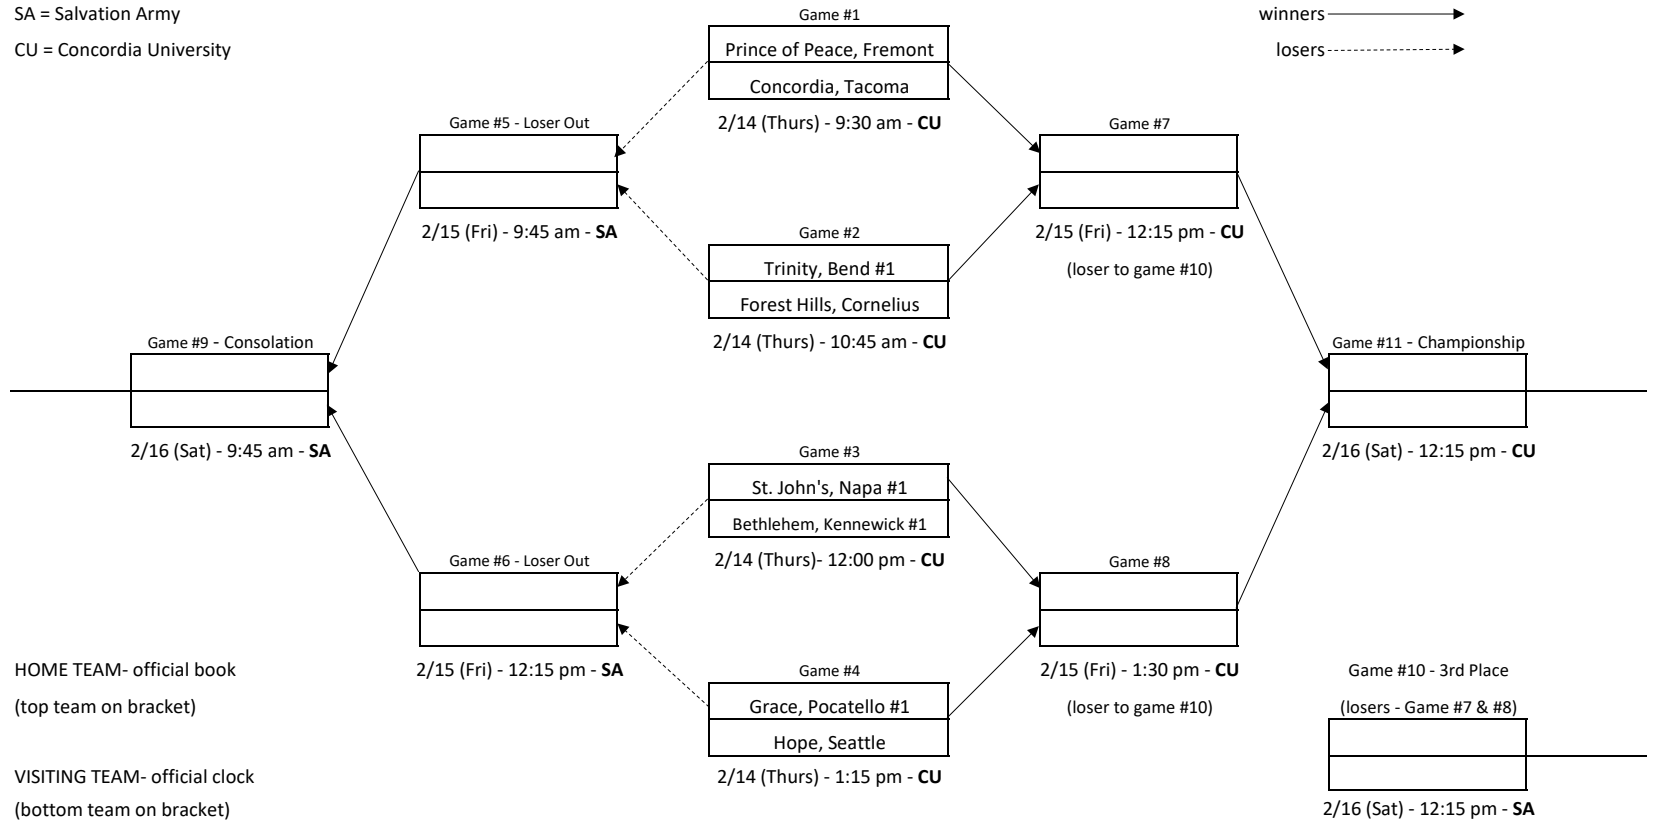 SA = Salvation Army
CU = Concordia University
winners
losers
Game #1
Prince of Peace, Fremont
Concordia, Tacoma
2/14 (Thurs) - 9:30 am - CU
Game #5 - Loser Out
2/15 (Fri) - 9:45 am - SA
Game #7
2/15 (Fri) - 12:15 pm - CU
(loser to game #10)
Game #2
Trinity, Bend #1
Forest Hills, Cornelius
2/14 (Thurs) - 10:45 am - CU
Game #9 - Consolation
2/16 (Sat) - 9:45 am - SA
Game #11 - Championship
2/16 (Sat) - 12:15 pm - CU
Game #3
St. John's, Napa #1
Bethlehem, Kennewick #1
2/14 (Thurs)- 12:00 pm - CU
Game #6 - Loser Out
2/15 (Fri) - 12:15 pm - SA
Game #8
2/15 (Fri) - 1:30 pm - CU
(loser to game #10)
Game #4
Grace, Pocatello #1
Hope, Seattle
2/14 (Thurs) - 1:15 pm - CU
HOME TEAM- official book
(top team on bracket)
VISITING TEAM- official clock
(bottom team on bracket)
Game #10 - 3rd Place
(losers - Game #7 & #8)
2/16 (Sat) - 12:15 pm - SA